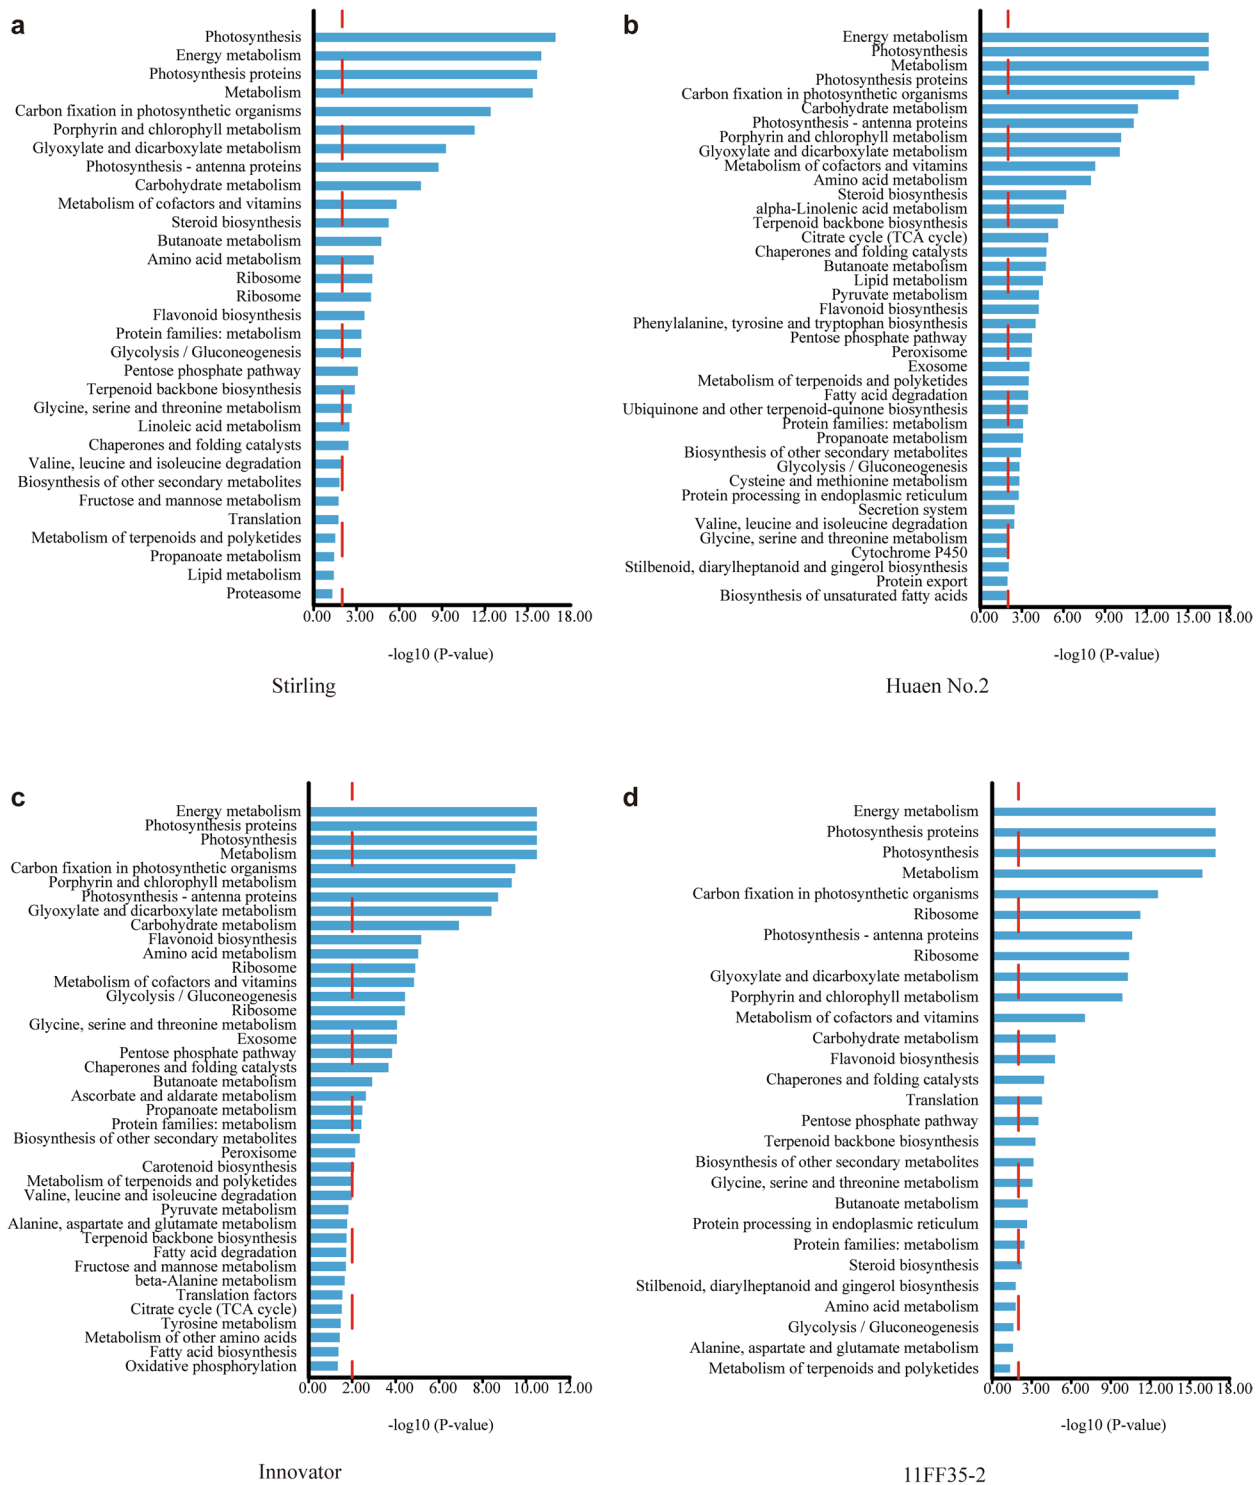 a
Photosynthesis
Energy metabolism
Photosynthesis proteins
Metabolism
Carbon fixation in photosynthetic organisms
Porphyrin and chlorophyll metabolism
Glyoxylate and dicarboxylate metabolism
Photosynthesis - antenna proteins
Carbohydrate metabolism
Metabolism of cofactors and vitamins
Steroid biosynthesis
Butanoate metabolism
Amino acid metabolism
Ribosome
Ribosome
Flavonoid biosynthesis
Protein families: metabolism
Glycolysis / Gluconeogenesis
Pentose phosphate pathway
Terpenoid backbone biosynthesis
Glycine, serine and threonine metabolism
Linoleic acid metabolism
Chaperones and folding catalysts
Valine, leucine and isoleucine degradation
Biosynthesis of other secondary metabolites
Fructose and mannose metabolism
Translation
Metabolism of terpenoids and polyketides
Propanoate metabolism
Lipid metabolism
Proteasome
0.00 3.00 6.00 9.00 12.00 15.00 18.00
-log10 (P-value)
Stirling
b
Energy metabolism
Photosynthesis
Metabolism
Photosynthesis proteins
Carbon fixation in photosynthetic organisms
Carbohydrate metabolism
Photosynthesis - antenna proteins
Porphyrin and chlorophyll metabolism
Glyoxylate and dicarboxylate metabolism
Metabolism of cofactors and vitamins
Amino acid metabolism
Steroid biosynthesis
alpha-Linolenic acid metabolism
Terpenoid backbone biosynthesis
Citrate cycle (TCA cycle)
Chaperones and folding catalysts
Butanoate metabolism
Lipid metabolism
Pyruvate metabolism
Flavonoid biosynthesis
Phenylalanine, tyrosine and tryptophan biosynthesis
Pentose phosphate pathway
Peroxisome
Exosome
Metabolism of terpenoids and polyketides
Fatty acid degradation
Ubiquinone and other terpenoid-quinone biosynthesis
Protein families: metabolism
Propanoate metabolism
Biosynthesis of other secondary metabolites
Glycolysis / Gluconeogenesis
Cysteine and methionine metabolism
Protein processing in endoplasmic reticulum
Secretion system
Valine, leucine and isoleucine degradation
Glycine, serine and threonine metabolism
Cytochrome P450
Stilbenoid, diarylheptanoid and gingerol biosynthesis
Protein export
Biosynthesis of unsaturated fatty acids
0.00 3.00 6.00 9.00 12.00 15.00 18.00
-log10 (P-value)
Huaen No.2
c
Energy metabolism
Photosynthesis proteins
Photosynthesis
Metabolism
Carbon fixation in photosynthetic organisms
Porphyrin and chlorophyll metabolism
Photosynthesis - antenna proteins
Glyoxylate and dicarboxylate metabolism
Carbohydrate metabolism
Flavonoid biosynthesis
Amino acid metabolism
Ribosome
Metabolism of cofactors and vitamins
Glycolysis / Gluconeogenesis
Ribosome
Glycine, serine and threonine metabolism
Exosome
Pentose phosphate pathway
Chaperones and folding catalysts
Butanoate metabolism
Ascorbate and aldarate metabolism
Propanoate metabolism
Protein families: metabolism
Biosynthesis of other secondary metabolites
Peroxisome
Carotenoid biosynthesis
Metabolism of terpenoids and polyketides
Valine, leucine and isoleucine degradation
Pyruvate metabolism
Alanine, aspartate and glutamate metabolism
Terpenoid backbone biosynthesis
Fatty acid degradation
Fructose and mannose metabolism
beta-Alanine metabolism
Translation factors
Citrate cycle (TCA cycle)
Tyrosine metabolism
Metabolism of other amino acids
Fatty acid biosynthesis
Oxidative phosphorylation
0.00 2.00 4.00 6.00 8.00 10.00 12.00
-log10 (P-value)
Innovator
d
Energy metabolism
Photosynthesis proteins
Photosynthesis
Metabolism
Carbon fixation in photosynthetic organisms
Ribosome
Photosynthesis - antenna proteins
Ribosome
Glyoxylate and dicarboxylate metabolism
Porphyrin and chlorophyll metabolism
Metabolism of cofactors and vitamins
Carbohydrate metabolism
Flavonoid biosynthesis
Chaperones and folding catalysts
Translation
Pentose phosphate pathway
Terpenoid backbone biosynthesis
Biosynthesis of other secondary metabolites
Glycine, serine and threonine metabolism
Butanoate metabolism
Protein processing in endoplasmic reticulum
Protein families: metabolism
Steroid biosynthesis
Stilbenoid, diarylheptanoid and gingerol biosynthesis
Amino acid metabolism
Glycolysis / Gluconeogenesis
Alanine, aspartate and glutamate metabolism
Metabolism of terpenoids and polyketides
0.00 3.00 6.00 9.00 12.00 15.00 18.00
-log10 (P-value)
11FF35-2